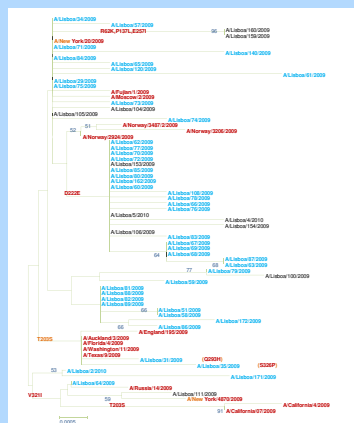 A/Lisboa/34/2009
A/Lisboa/57/2009
R62K,P137L,E257I
96
A/Lisboa/160/2009
A/Lisboa/159/2009
A/New York/20/2009
A/Lisboa/71/2009
A/Lisboa/140/2009
A/Lisboa/84/2009
A/Lisboa/65/2009
A/Lisboa/120/2009
A/Lisboa/61/2009
A/Lisboa/29/2009
A/Lisboa/75/2009
A/Fujian/1/2009
A/Moscow/2/2009
A/Lisboa/73/2009
A/Lisboa/104/2009
A/Lisboa/105/2009
A/Lisboa/74/2009
51
A/Norway/3487-2/2009
52
A/Norway/3206/2009
A/Norway/2924/2009
A/Lisboa/62/2009
A/Lisboa/77/2009
A/Lisboa/70/2009
A/Lisboa/72/2009
A/Lisboa/153/2009
A/Lisboa/85/2009
A/Lisboa/80/2009
A/Lisboa/162/2009
A/Lisboa/60/2009
D222E
A/Lisboa/106/2009
A/Lisboa/79/2009
A/Lisboa/66/2009
A/Lisboa/76/2009
A/Lisboa/5/2010
A/Lisboa/4/2010
A/Lisboa/154/2009
A/Lisboa/108/2009
A/Lisboa/83/2009
A/Lisboa/67/2009
A/Lisboa/69/2009
64
A/Lisboa/68/2009
A/Lisboa/87/2009
68
A/Lisboa/63/2009
77
A/Lisboa/79/2009
A/Lisboa/100/2009
A/Lisboa/59/2009
A/Lisboa/81/2009
A/Lisboa/88/2009
A/Lisboa/82/2009
A/Lisboa/89/2009
68
A/Lisboa/51/2009
A/Lisboa/58/2009
A/Lisboa/172/2009
66
A/Lisboa/86/2009
A/England/195/2009
T203S
A/Auckland/3/2009
A/Florida/4/2009
A/Washington/11/2009
A/Texas/9/2009
A/Lisboa/31/2009
(Q293H)
A/Lisboa/35/2009
(S326P)
53
A/Lisboa/2/2010
A/Lisboa/171/2009
A/Lisboa/64/2009
A/Russia/14/2009
V321I
A/Lisboa/111/2009
59
A/New York/4870/2009
T203S
A/California/4/2009
91
A/California/07/2009
0.0005